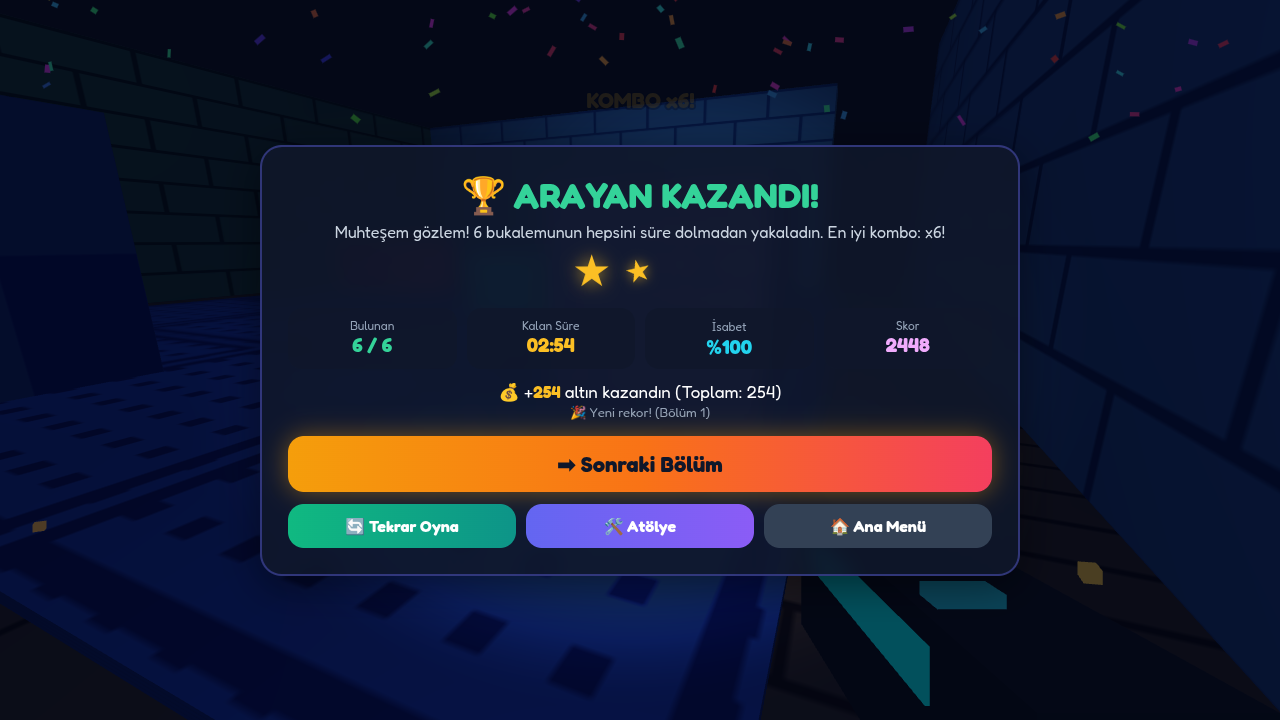 KOMBO x6!
🏆 ARAYAN KAZANDI!
Muhteşem gözlem! 6 bukalemunun hepsini süre dolmadan yakaladın. En iyi kombo: x6!
Bulunan
6 / 6
Kalan Süre
02:54
İsabet
%100
Skor
2448
💰 +254 altın kazandın (Toplam: 254)
🎉 Yeni rekor! (Bölüm 1)
➡ Sonraki Bölüm
🔄 Tekrar Oyna
🛠️ Atölye
🏠 Ana Menü